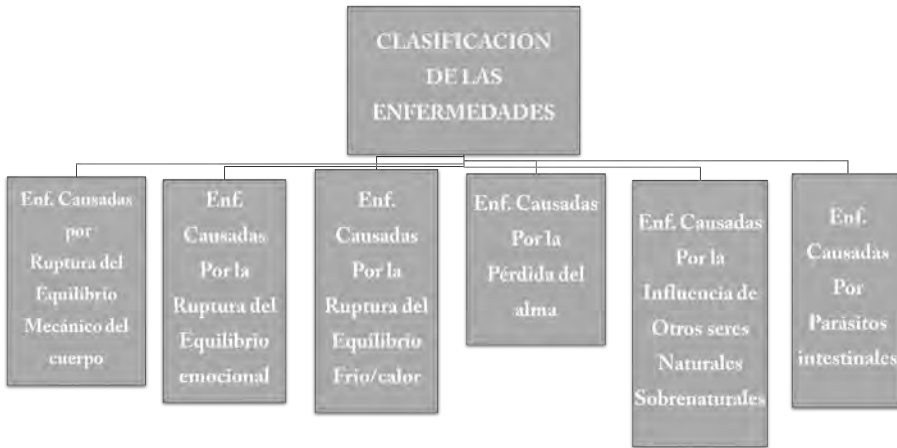 CLASIFICACION
DE LAS
ENFERMEDADES
Enf. Causadas
por
Ruptura del
Equilibrio
Mecánico del
cuerpo
Enf.
Causadas
Por la
Ruptura del
Equilibrio
emocional
Enf.
Causadas
Por la
Ruptura del
Equilibrio
Frio/calor
Enf. Causadas
Por la
Pérdida del
alma
Enf. Causadas
Por la
Influencia de
Otros seres
Naturales
Sobrenaturales
Enf.
Causadas
Por
Parásitos
intestinales